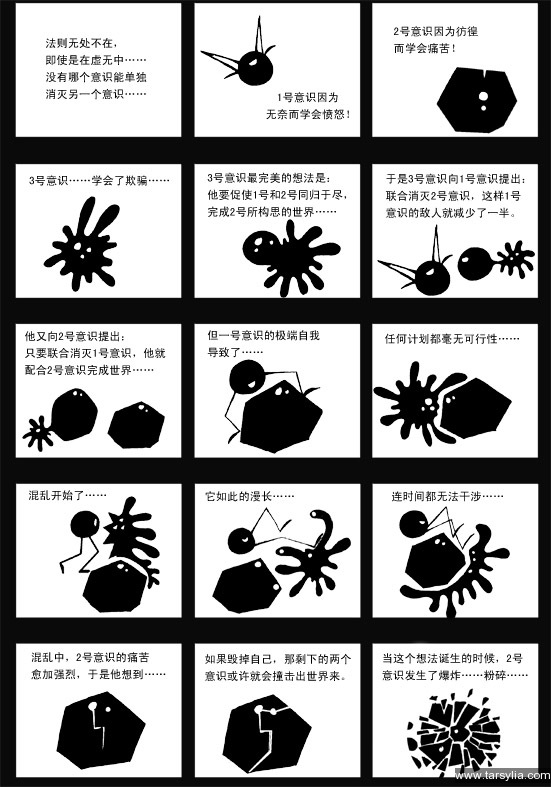 法则无处不在，
即使是在虚无中……
没有哪个意识能单独
消灭另一个意识……
1号意识因为
无奈而学会愤怒！
2号意识因为彷徨
而学会痛苦！
3号意识……学会了欺骗……
3号意识最完美的想法是：
他要促使1号和2号同归于尽，
完成2号所构思的世界……
于是3号意识向1号意识提出：
联合消灭2号意识，这样1号
意识的敌人就减少了一半。
他又向2号意识提出：
只要联合消灭1号意识，他就
配合2号意识完成世界……
但一号意识的极端自我
导致了……
任何计划都毫无可行性……
混乱开始了……
它如此的漫长……
连时间都无法干涉……
混乱中，2号意识的痛苦
愈加强烈，于是他想到……
如果毁掉自己，那剩下的两个
意识或许就会撞击出世界来。
当这个想法诞生的时候，2号
意识发生了爆炸……粉碎……
www.tarsylia.com